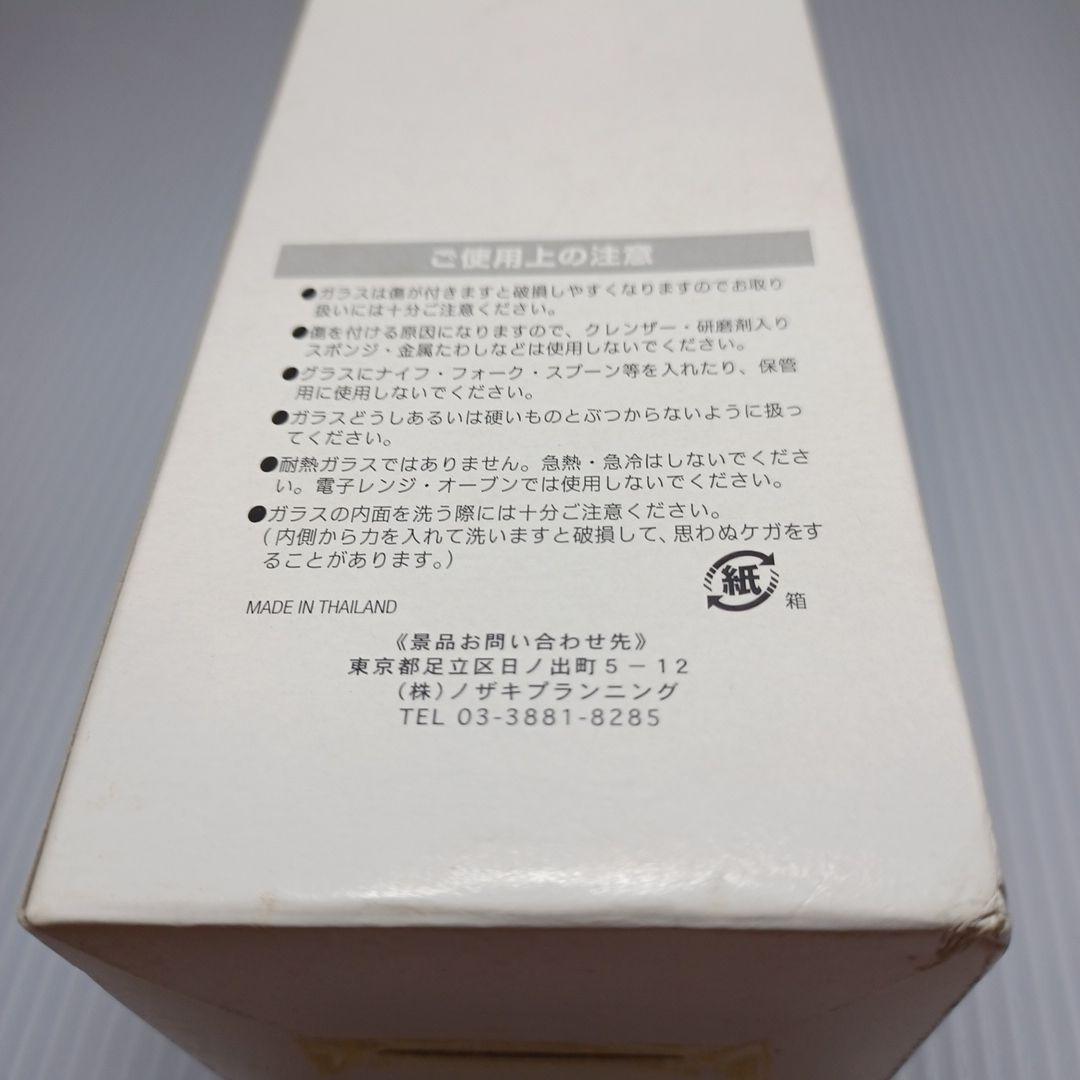 ご使用上の注意
●ガラスは傷が付きますと破損しやすくなりますのでお取り
扱いには十分ご注意ください。
●傷を付ける原因になりますので、クレンザー・研磨剤入り
スポンジ・金属たわしなどは使用しないでください。
●グラスにナイフ・フォーク・スプーン等を入れたり、保管
用に使用しないでください。
●ガラスどうしあるいは硬いものとぶつからないように扱っ
てください。
●耐熱ガラスではありません。急熱・急冷はしないでくださ
い。電子レンジ・オーブンでは使用しないでください。
●ガラスの内面を洗う際には十分ご注意ください。
(内側から力を入れて洗いますと破損して、思わぬケガをす
ることがあります。)
紙 箱
MADE IN THAILAND
《景品お問い合わせ先》
東京都足立区日ノ出町5－12
(株)ノザキプランニング
TEL 03-3881-8285